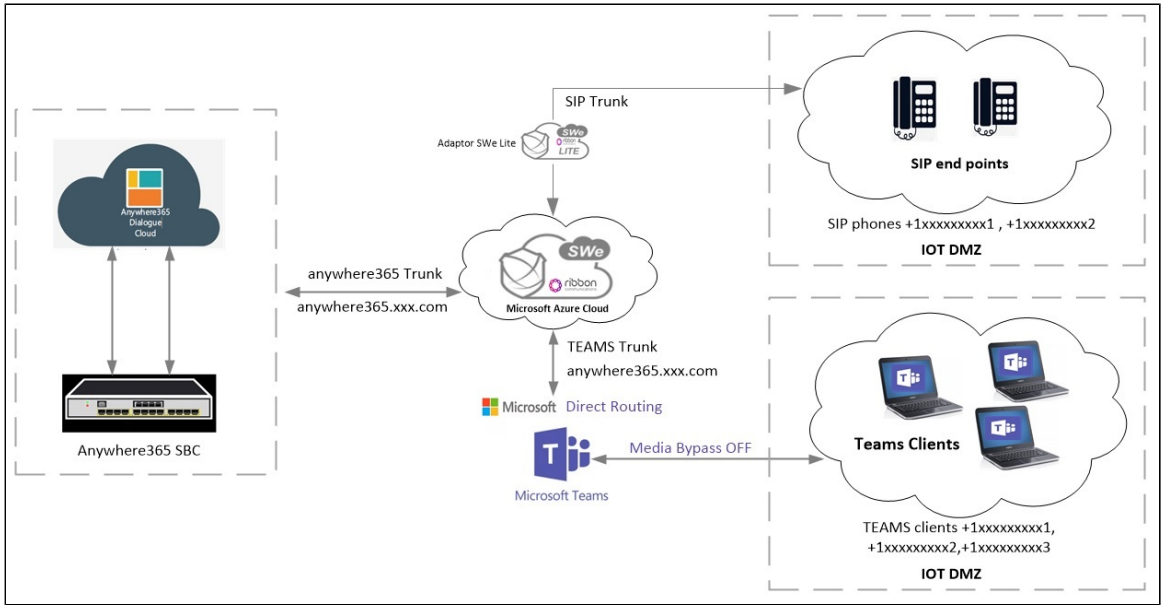 Anywhere365
Dialogue
Cloud
Anywhere365 SBC
anywhere365 Trunk
anywhere365.xxx.com
SIP Trunk
Adaptor SWe Lite
SWe
ribbon
LITE
SWe
ribbon
communications
Microsoft Azure Cloud
TEAMS Trunk
anywhere365.xxx.com
Microsoft Direct Routing
T
Microsoft Teams
Media Bypass OFF
SIP end points
SIP phones +1xxxxxxxxx1 , +1xxxxxxxxx2
IOT DMZ
T
T
T
Teams Clients
TEAMS clients +1xxxxxxxxx1,
+1xxxxxxxxx2,+1xxxxxxxxx3
IOT DMZ